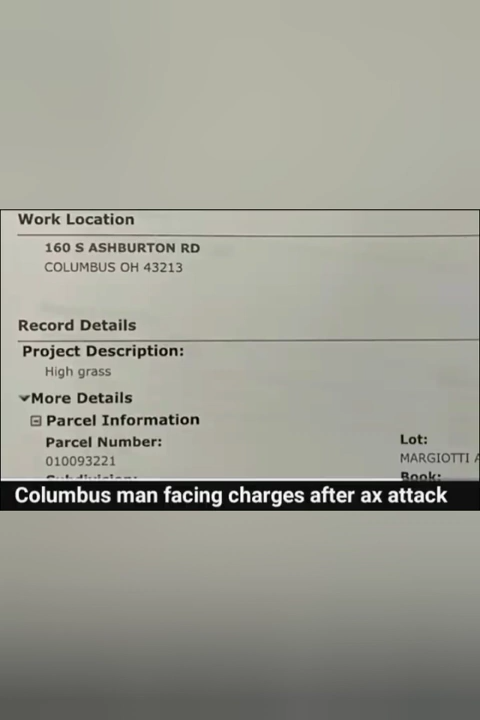 Work Location
160 S ASHBURTON RD
COLUMBUS OH 43213
Record Details
Project Description:
High grass
More Details
Parcel Information
Parcel Number:
010093221
Lot:
MARGIOTTI A
Book:
Columbus man facing charges after ax attack